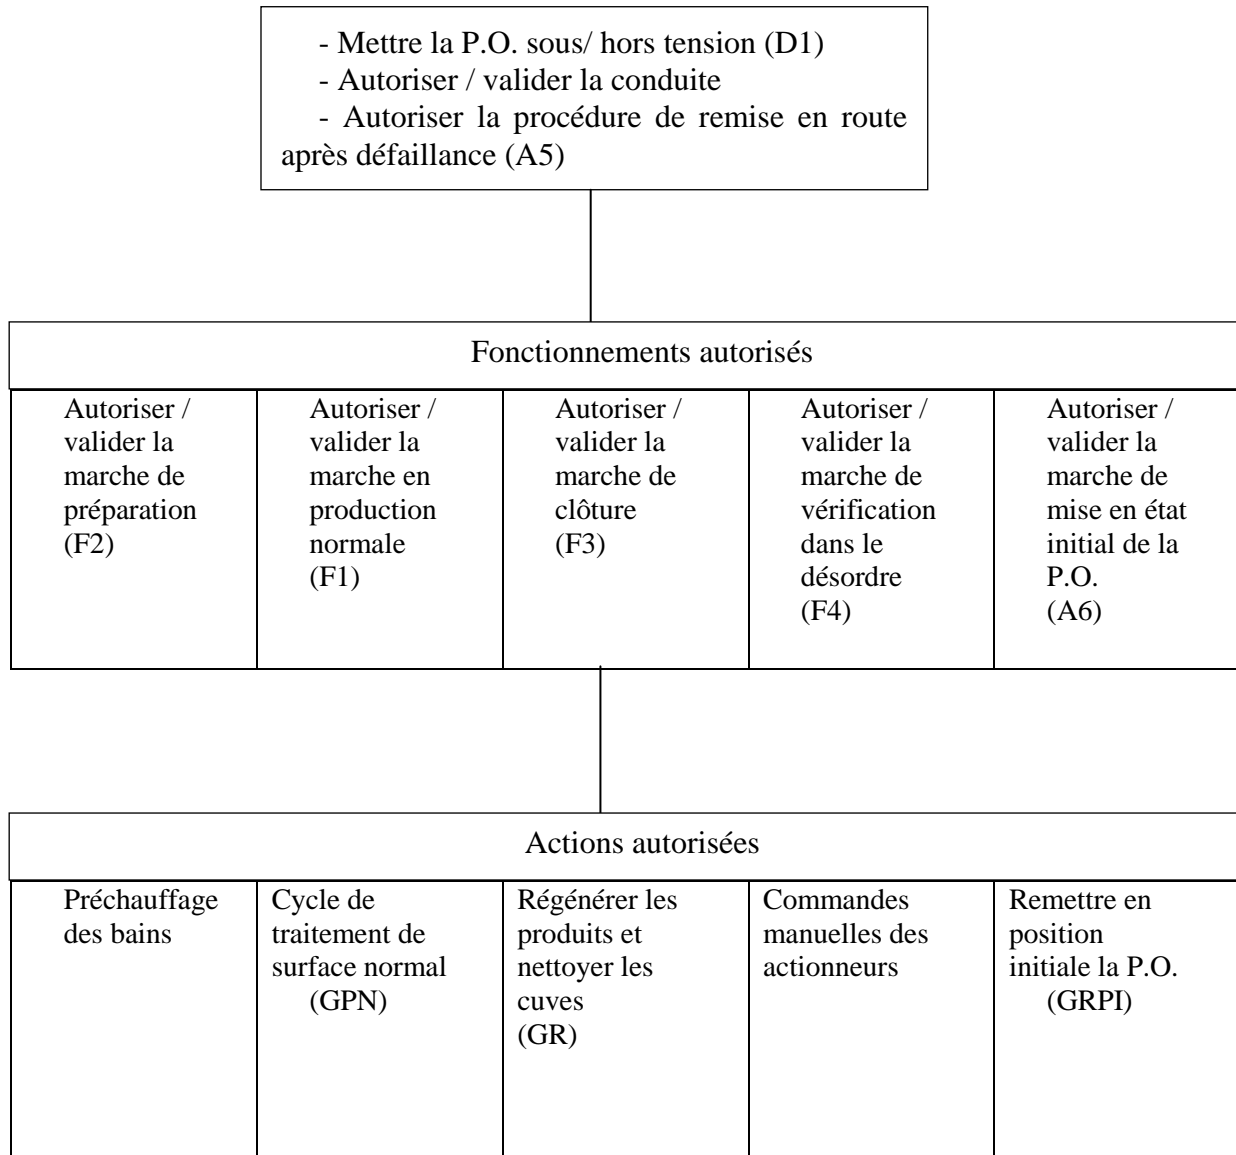 - Mettre la P.O. sous/ hors tension (D1)
- Autoriser / valider la conduite
- Autoriser la procédure de remise en route
après défaillance (A5)
Fonctionnements autorisés
Autoriser /
valider la
marche de
préparation
(F2)
Autoriser /
valider la
marche en
production
normale
(F1)
Autoriser /
valider la
marche de
clôture
(F3)
Autoriser /
valider la
marche de
vérification
dans le
désordre
(F4)
Autoriser /
valider la
marche de
mise en état
initial de la
P.O.
(A6)
Actions autorisées
Préchauffage
des bains
Cycle de
traitement de
surface normal
(GPN)
Régénérer les
produits et
nettoyer les
cuves
(GR)
Commandes
manuelles des
actionneurs
Remettre en
position
initiale la P.O.
(GRPI)